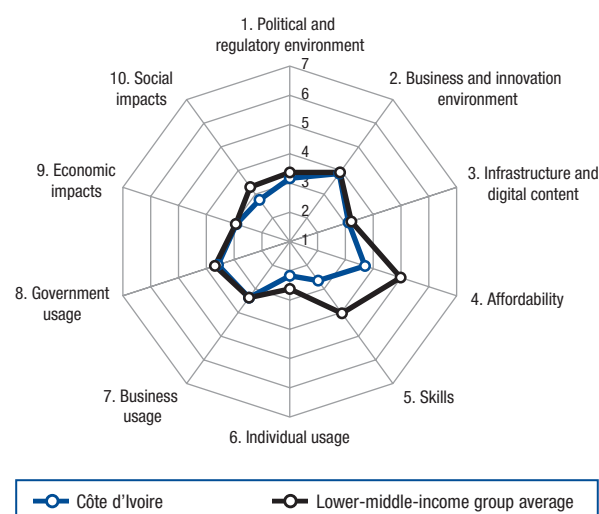 1. Political and
regulatory environment
2. Business and innovation
environment
3. Infrastructure and
digital content
4. Affordability
5. Skills
6. Individual usage
7. Business
usage
8. Government
usage
9. Economic
impacts
10. Social
impacts
7
6
5
4
3
2
1
Côte d'Ivoire
Lower-middle-income group average